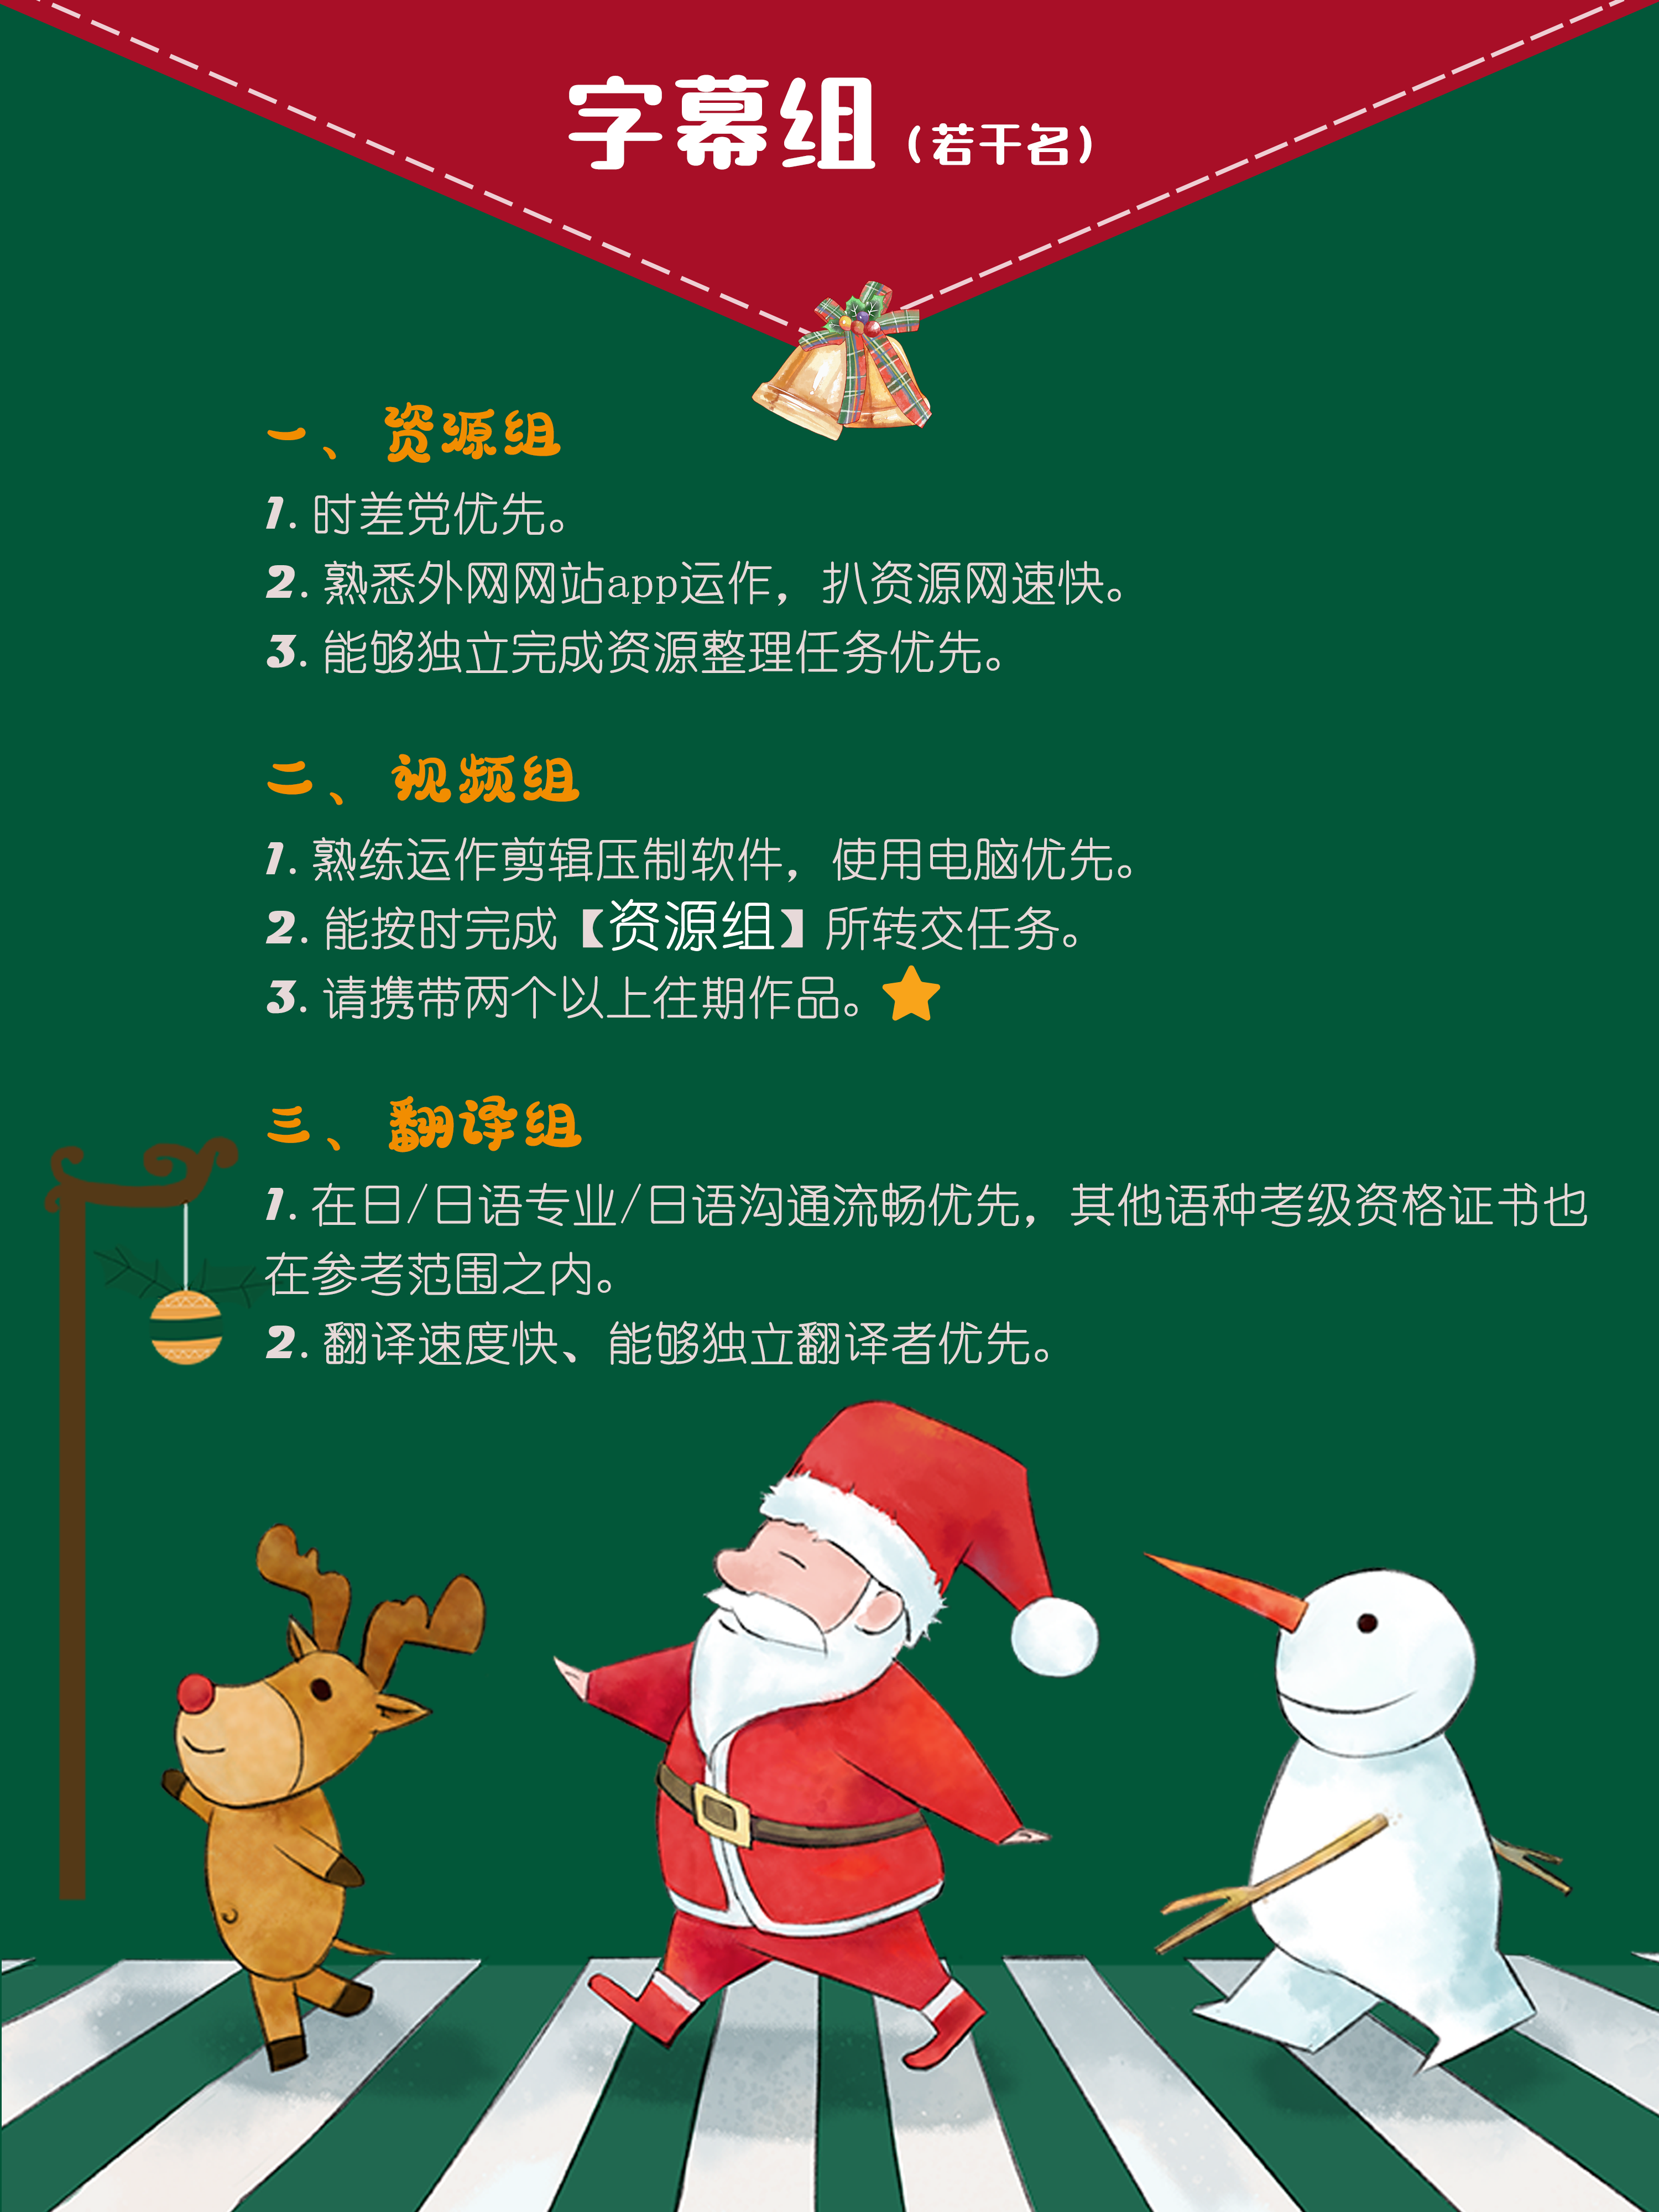 字幕组（若干名）
一、资源组
1. 时差党优先。
2. 熟悉外网网站app运作，扒资源网速快。
3. 能够独立完成资源整理任务优先。
二、视频组
1. 熟练运作剪辑压制软件，使用电脑优先。
2. 能按时完成【资源组】所转交任务。
3. 请携带两个以上往期作品。
三、翻译组
1. 在日/日语专业/日语沟通流畅优先，其他语种考级资格证书也
在参考范围之内。
2. 翻译速度快、能够独立翻译者优先。